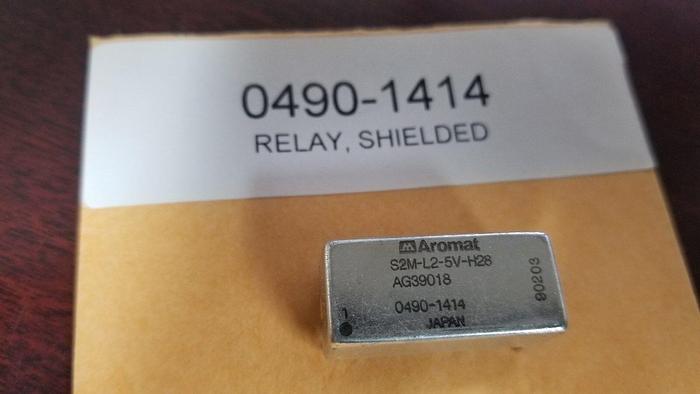 0490-1414
RELAY, SHIELDED
Aromat
S2M-L2-5V-H28
AG39018
0490-1414
JAPAN
1
90203